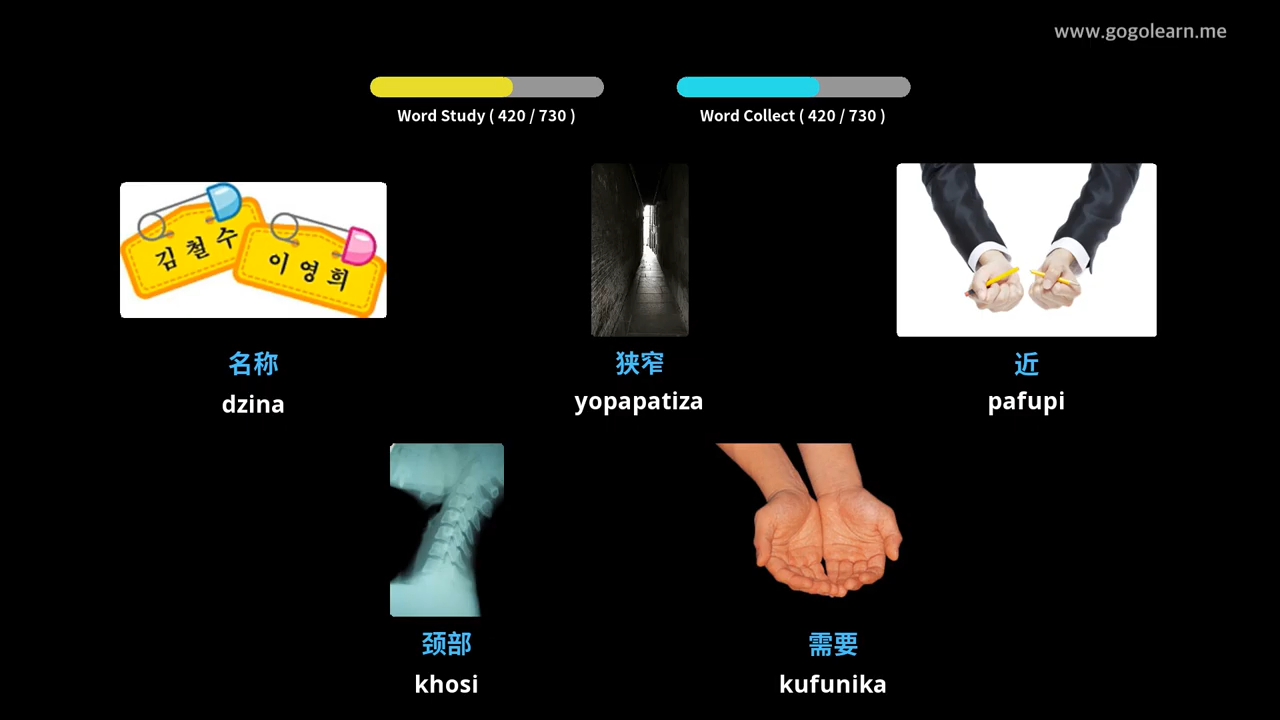 www.gogolearn.me
Word Study ( 420 / 730 )
Word Collect ( 420 / 730 )
김철수
이영희
名称
dzina
狭窄
yopapatiza
近
pafupi
颈部
khosi
需要
kufunika